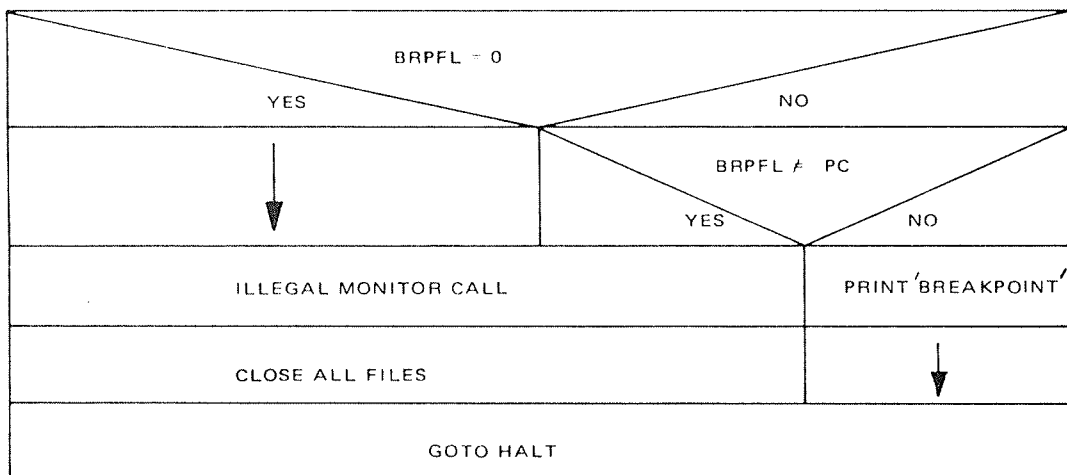 BRPFL = 0
YES
NO
BRPFL ≠ PC
YES
NO
ILLEGAL MONITOR CALL
PRINT 'BREAKPOINT'
CLOSE ALL FILES
GOTO HALT